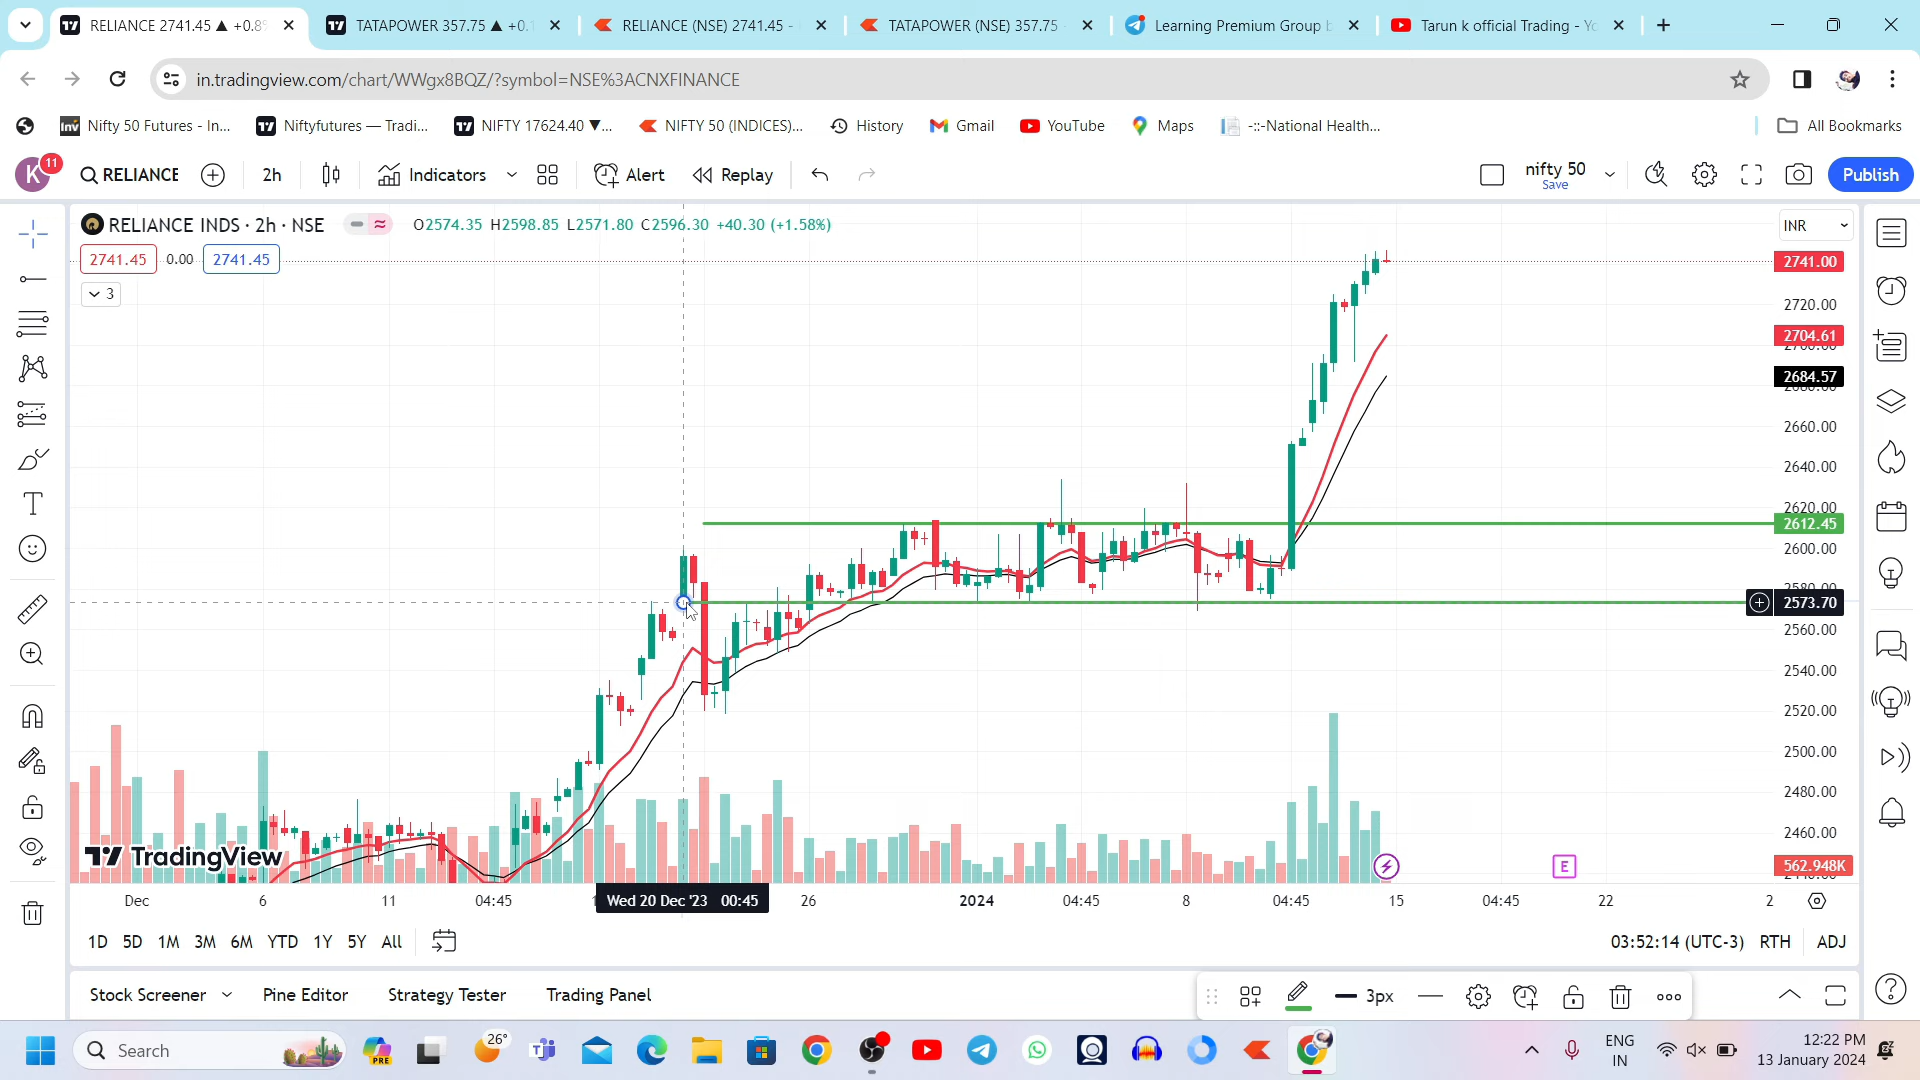 RELIANCE 2741.45 ▲ +0.8
TATAPOWER 357.75 ▲ +0.1
RELIANCE (NSE) 2741.45 -
TATAPOWER (NSE) 357.75
Learning Premium Group b
Tarun k official Trading - Yo
in.tradingview.com/chart/WWgx8BQZ/?symbol=NSE%3ACNXFINANCE
Nifty 50 Futures - In...
Niftyfutures — Tradi...
NIFTY 17624.40 ▼...
NIFTY 50 (INDICES)...
History
Gmail
YouTube
Maps
-::-National Health...
All Bookmarks
K 11
RELIANCE
2h
Indicators
Alert
Replay
nifty 50
Save
Publish
RELIANCE INDS · 2h · NSE
O2574.35 H2598.85 L2571.80 C2596.30 +40.30 (+1.58%)
INR
2741.45 0.00 2741.45
3
2741.00
2720.00
2704.61
2684.57
2660.00
2640.00
2620.00
2612.45
2600.00
2580.00
2573.70
2560.00
2540.00
2520.00
2500.00
2480.00
2460.00
562.948K
TradingView
E
Dec 6 11 04:45 Wed 20 Dec '23 00:45 26 2024 04:45 8 04:45 15 04:45 22 2
1D 5D 1M 3M 6M YTD 1Y 5Y All
03:52:14 (UTC-3) RTH ADJ
Stock Screener
Pine Editor
Strategy Tester
Trading Panel
3px
Search
PRE
26°
ENG
IN
12:22 PM
13 January 2024